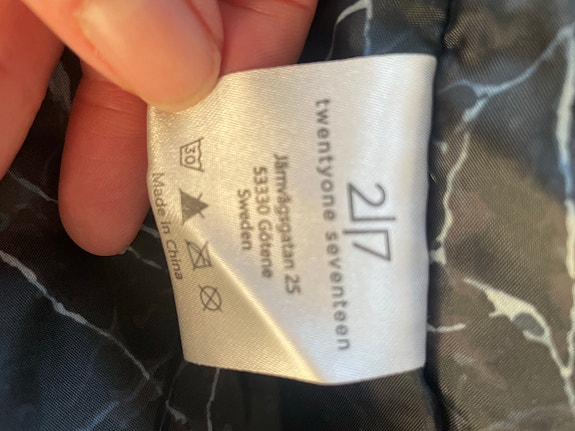 2|7
twentyone seventeen
Järnvägsgatan 25
53330 Götene
Sweden
30
Made in China